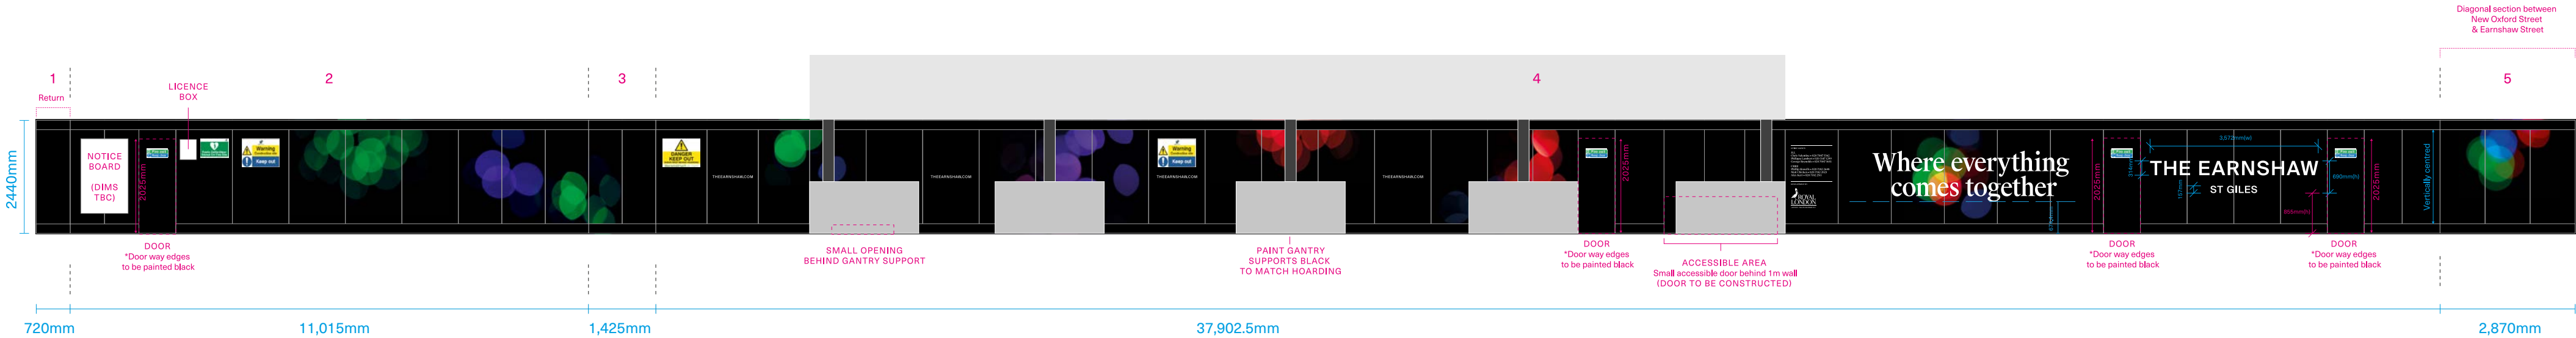 Diagonal section between
New Oxford Street
& Earnshaw Street
1
2
3
4
5
Return
LICENCE
BOX
2440mm
NOTICE
BOARD
(DIMS
TBC)
2025mm
Warning
Keep out
DANGER
KEEP OUT
THEEARNSHAW.COM
THEEARNSHAW.COM
Warning
Keep out
THEEARNSHAW.COM
THEEARNSHAW.COM
2025mm
ROYAL
LONDON
Where everything
comes together
2025mm
3,672mm(w)
THE EARNSHAW
ST GILES
2025mm
Vertically centred
DOOR
*Door way edges
to be painted black
SMALL OPENING
BEHIND GANTRY SUPPORT
PAINT GANTRY
SUPPORTS BLACK
TO MATCH HOARDING
DOOR
*Door way edges
to be painted black
ACCESSIBLE AREA
Small accessible door behind 1m wall
(DOOR TO BE CONSTRUCTED)
DOOR
*Door way edges
to be painted black
DOOR
*Door way edges
to be painted black
720mm
11,015mm
1,425mm
37,902.5mm
2,870mm